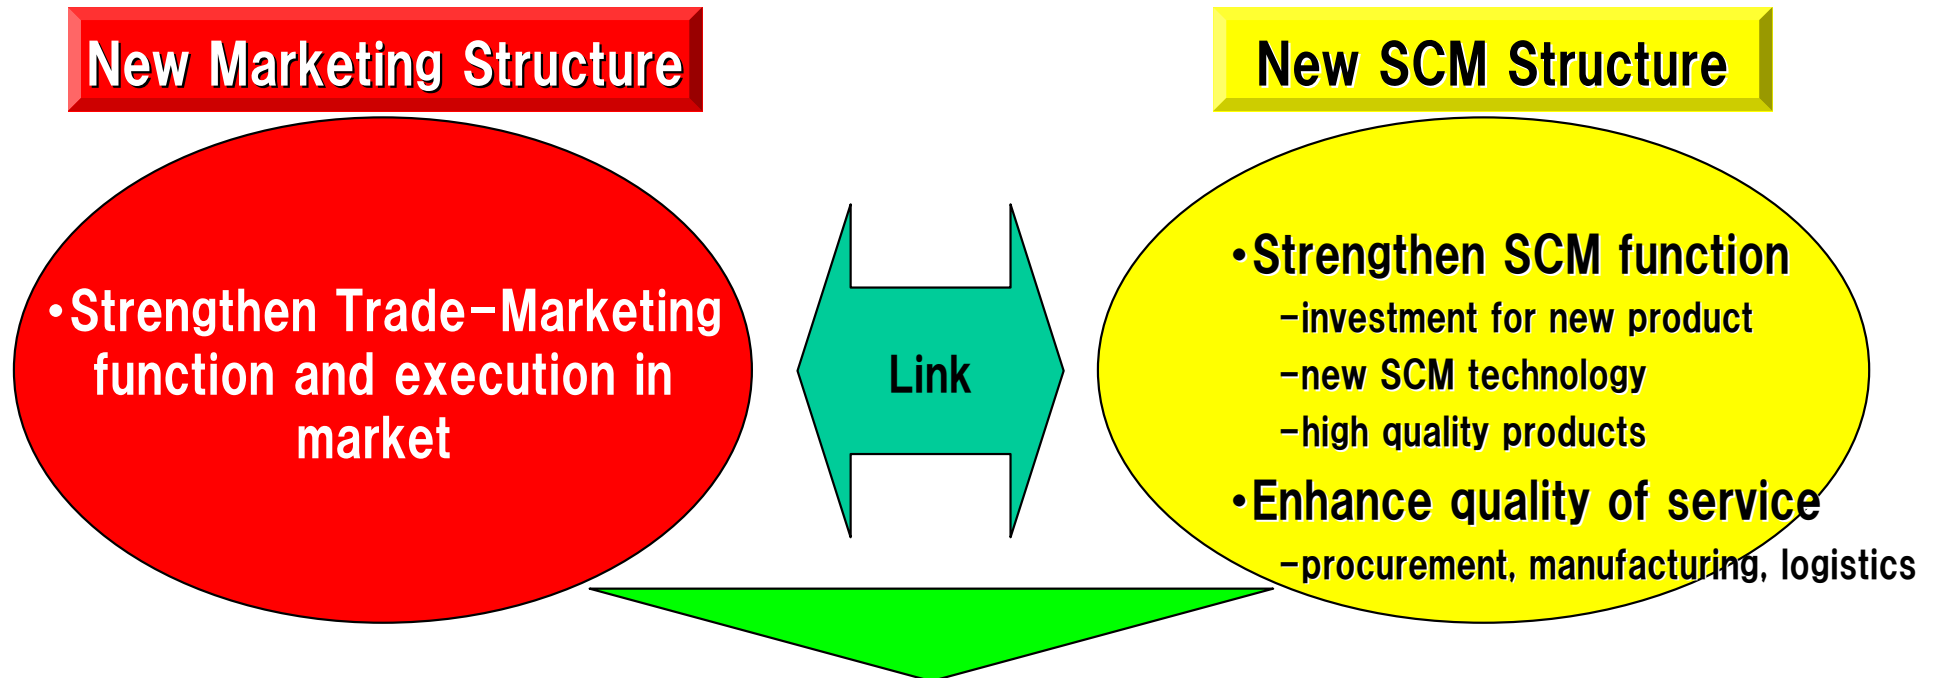 New Marketing Structure
New SCM Structure
•Strengthen Trade-Marketing
function and execution in
market
Link
•Strengthen SCM function
-investment for new product
-new SCM technology
-high quality products
•Enhance quality of service
-procurement, manufacturing, logistics